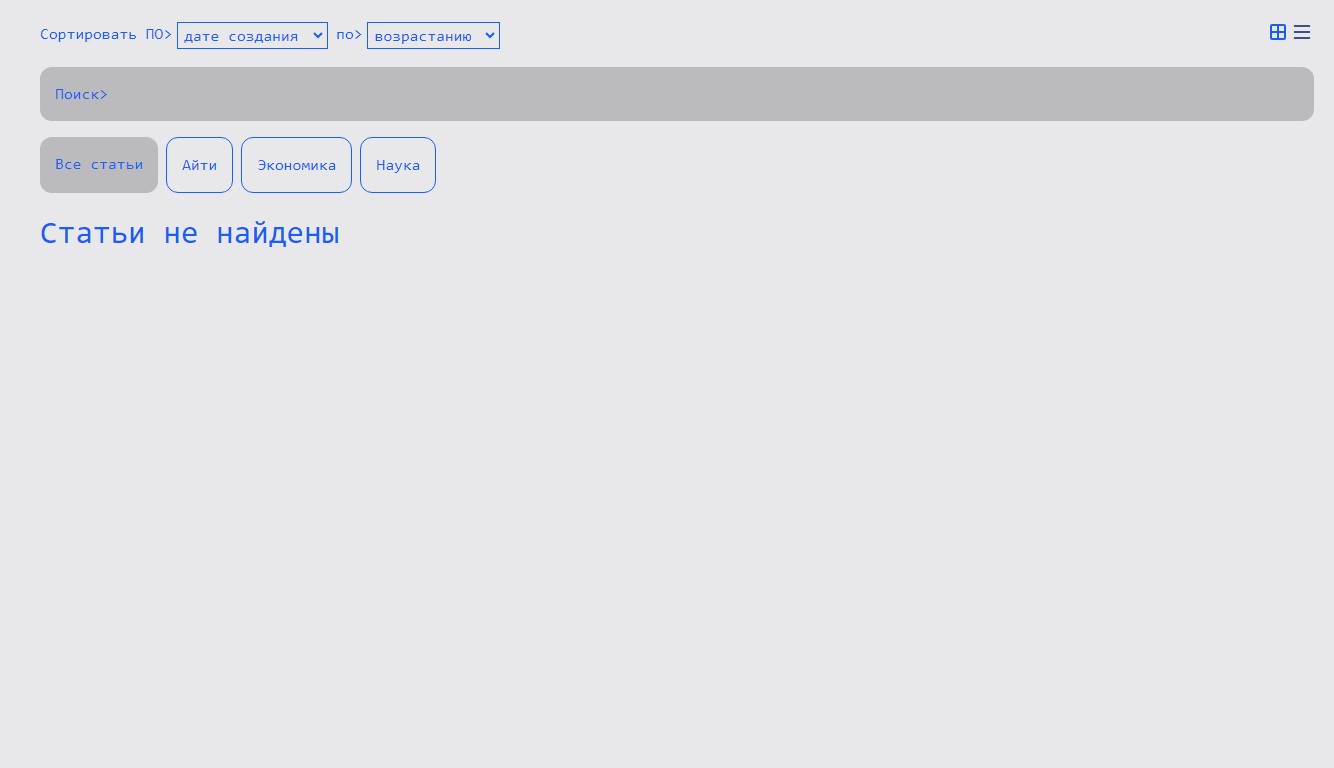 Сортировать ПО> дате создания по> возрастанию
Поиск>
Все статьи Айти Экономика Наука
Статьи не найдены